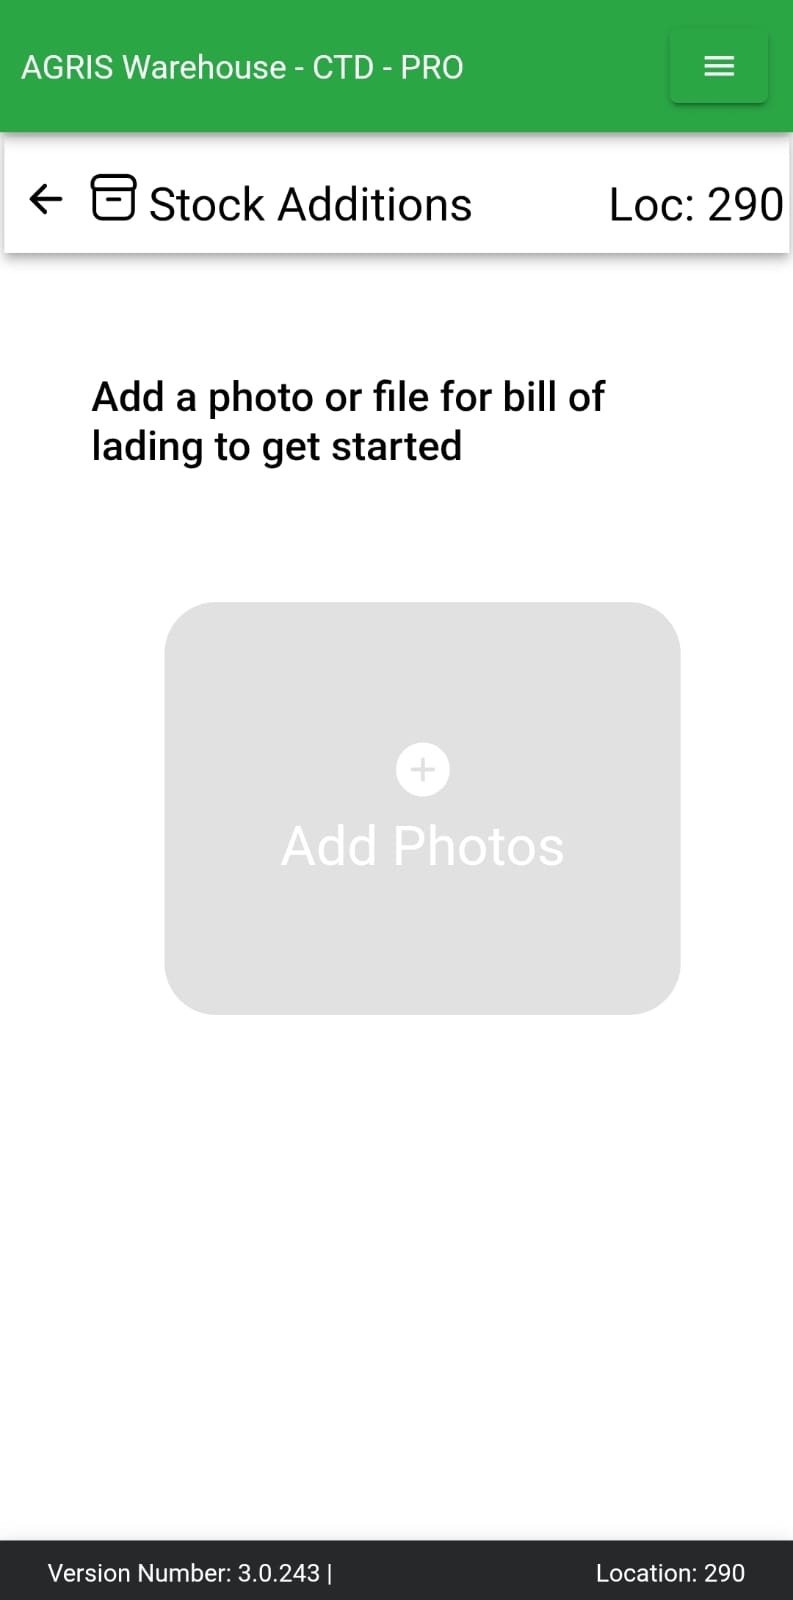 AGRIS Warehouse - CTD - PRO
Stock Additions Loc: 290
Add a photo or file for bill of
lading to get started
Add Photos
Version Number: 3.0.243 | Location: 290